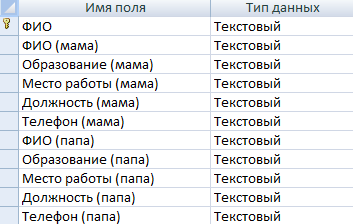 Имя поля Тип данных
ФИО Текстовый
ФИО (мама) Текстовый
Образование (мама) Текстовый
Место работы (мама) Текстовый
Должность (мама) Текстовый
Телефон (мама) Текстовый
ФИО (папа) Текстовый
Образование (папа) Текстовый
Место работы (папа) Текстовый
Должность (папа) Текстовый
Телефон (папа) Текстовый